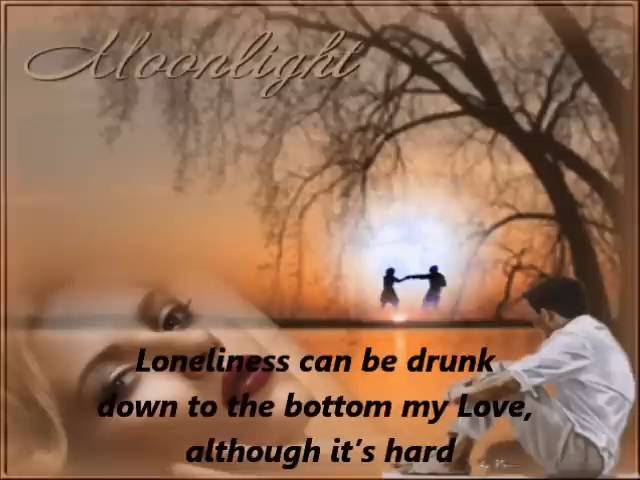 Moonlight
Loneliness can be drunk
down to the bottom my Love,
although it's hard